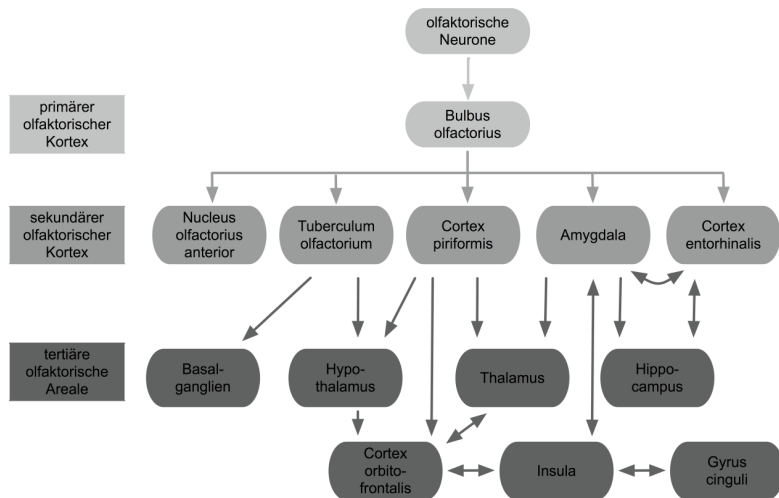 olfaktorische
Neurone
primärer
olfaktorischer
Kortex
Bulbus
olfactorius
sekundärer
olfaktorischer
Kortex
Nucleus
olfactorius
anterior
Tuberculum
olfactorium
Cortex
piriformis
Amygdala
Cortex
entorhinalis
tertiäre
olfaktorische
Areale
Basal-
ganglien
Hypo-
thalamus
Thalamus
Hippo-
campus
Cortex
orbito-
frontalis
Insula
Gyrus
cinguli